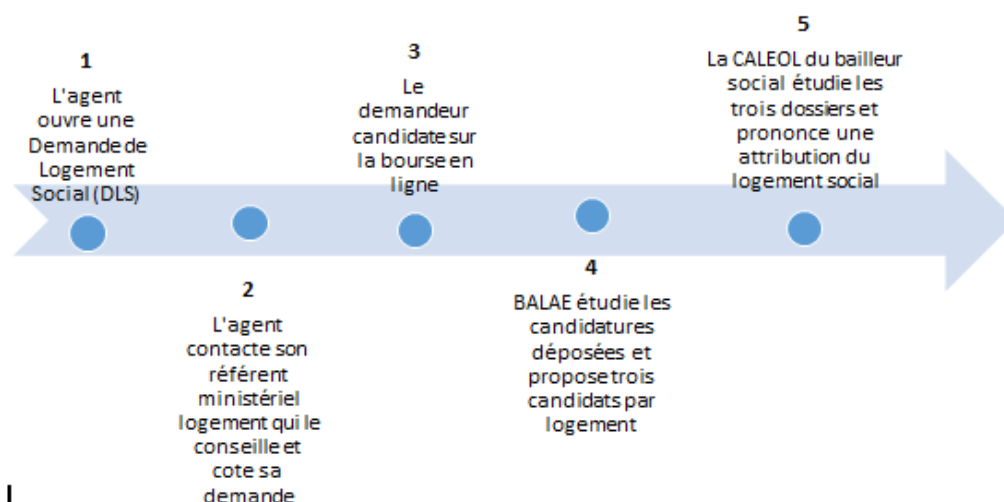 1
L'agent
ouvre une
Demande de
Logement
Social (DLS)
2
L'agent
contacte son
référent
ministériel
logement qui le
conseille et
cote sa
demande
3
Le
demandeur
candidate sur
la bourse en
ligne
4
BALAE étudie les
candidatures
déposées et
propose trois
candidats par
logement
5
La CALEOL du bailleur
social étudie les
trois dossiers et
prononce une
attribution du
logement social